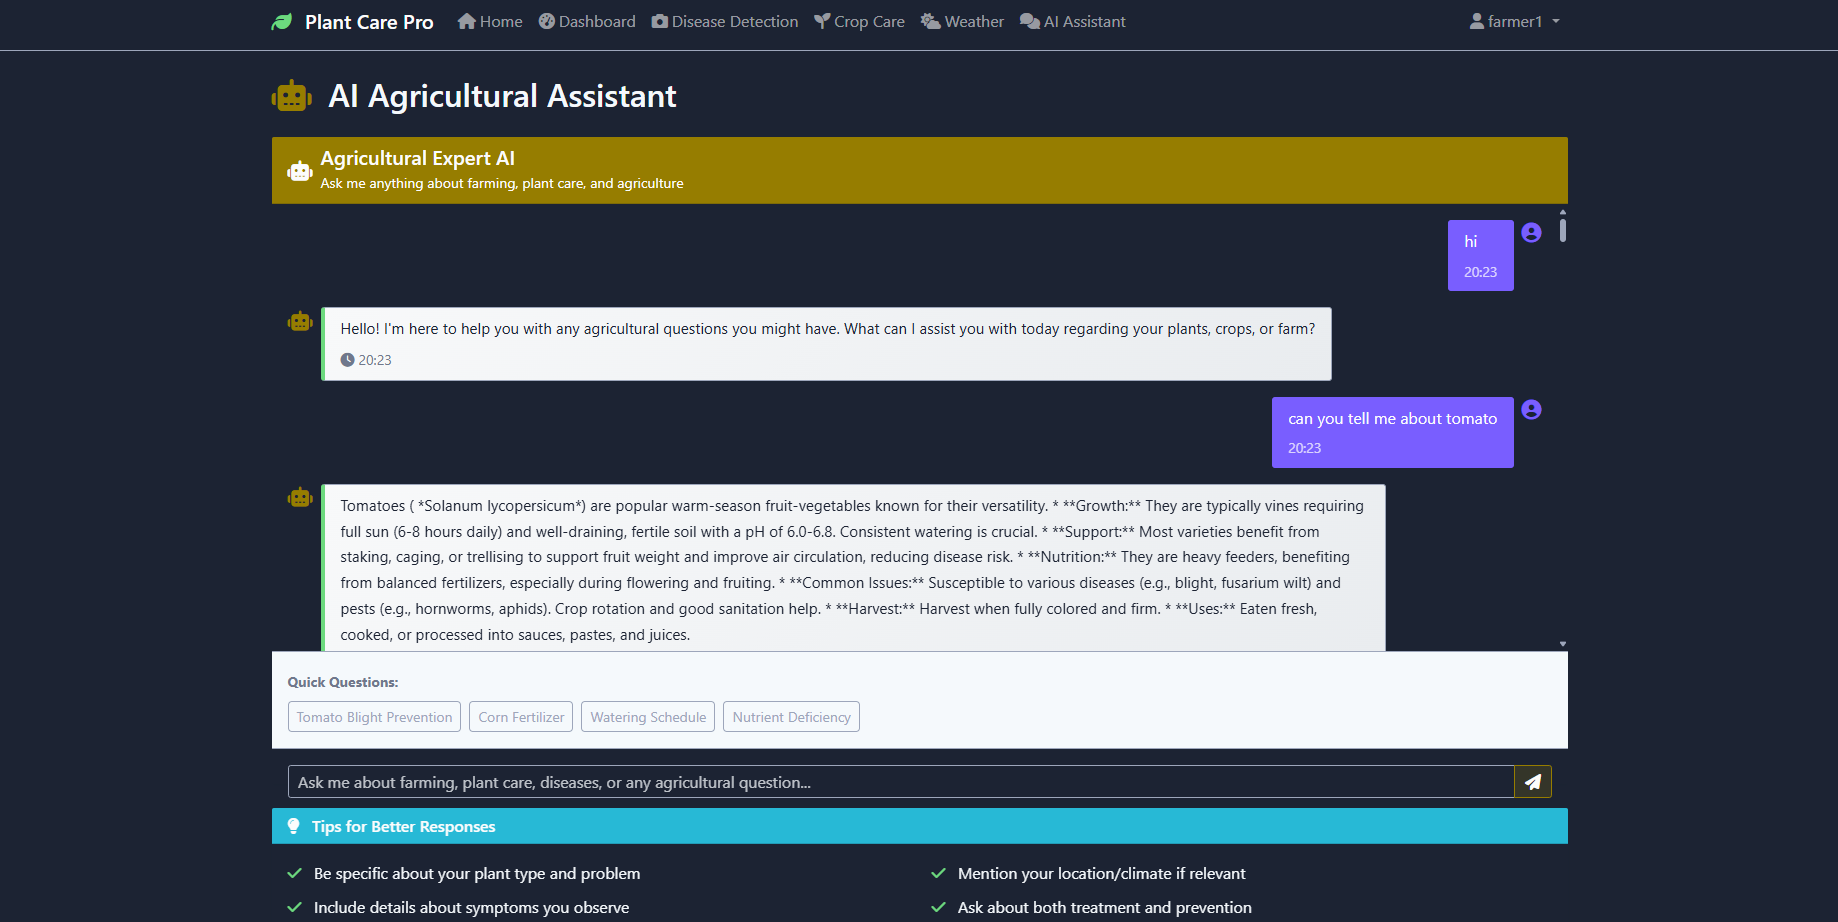 Plant Care Pro Home Dashboard Disease Detection Crop Care Weather AI Assistant farmer1
AI Agricultural Assistant
Agricultural Expert AI
Ask me anything about farming, plant care, and agriculture
hi
20:23
Hello! I'm here to help you with any agricultural questions you might have. What can I assist you with today regarding your plants, crops, or farm?
20:23
can you tell me about tomato
20:23
Tomatoes ( *Solanum lycopersicum*) are popular warm-season fruit-vegetables known for their versatility. * **Growth:** They are typically vines requiring
full sun (6-8 hours daily) and well-draining, fertile soil with a pH of 6.0-6.8. Consistent watering is crucial. * **Support:** Most varieties benefit from
staking, caging, or trellising to support fruit weight and improve air circulation, reducing disease risk. * **Nutrition:** They are heavy feeders, benefiting
from balanced fertilizers, especially during flowering and fruiting. * **Common Issues:** Susceptible to various diseases (e.g., blight, fusarium wilt) and
pests (e.g., hornworms, aphids). Crop rotation and good sanitation help. * **Harvest:** Harvest when fully colored and firm. * **Uses:** Eaten fresh,
cooked, or processed into sauces, pastes, and juices.
Quick Questions:
Tomato Blight Prevention Corn Fertilizer Watering Schedule Nutrient Deficiency
Ask me about farming, plant care, diseases, or any agricultural question...
Tips for Better Responses
Be specific about your plant type and problem
Mention your location/climate if relevant
Include details about symptoms you observe
Ask about both treatment and prevention